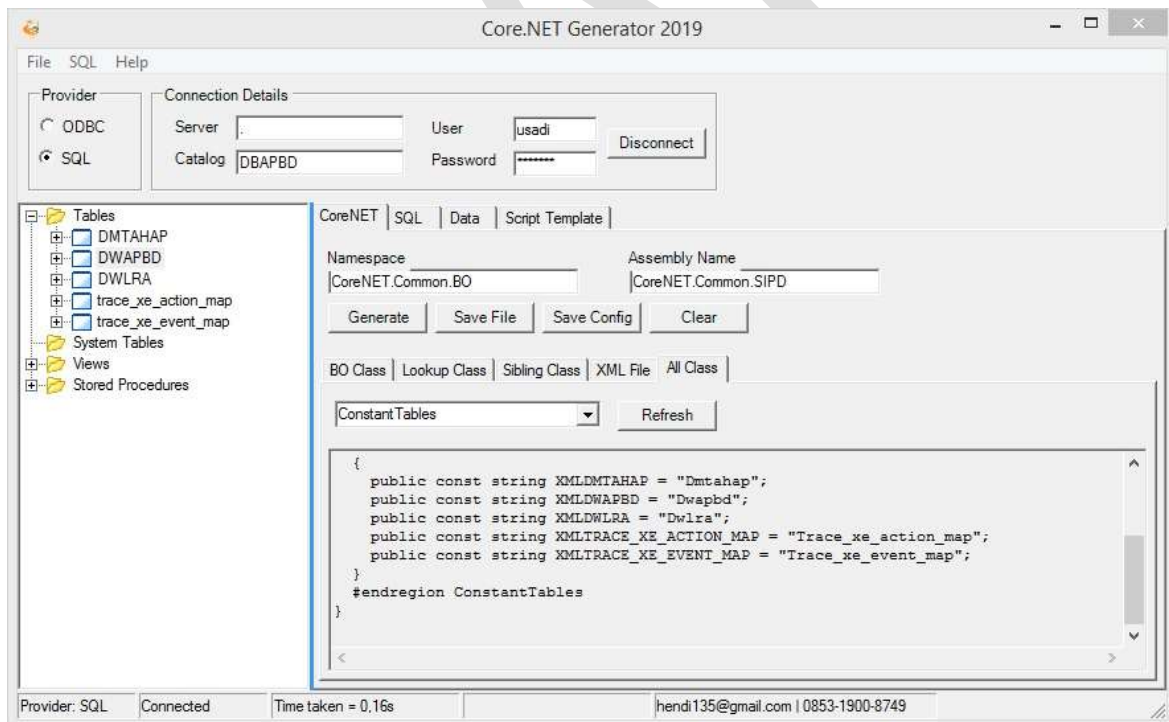 Core.NET Generator 2019
File SQL Help
Provider
ODBC
SQL
Connection Details
Server .
Catalog DBAPBD
User usadi
Password *******
Disconnect
Tables
DMTAHAP
DWAPBD
DWLRA
trace_xe_action_map
trace_xe_event_map
System Tables
Views
Stored Procedures
CoreNET SQL Data Script Template
Namespace
CoreNET.Common.BO
Assembly Name
CoreNET.Common.SIPD
Generate Save File Save Config Clear
BO Class Lookup Class Sibling Class XML File All Class
ConstantTables
Refresh
{
public const string XMLDMTAHAP = "Dmtahap";
public const string XMLDWAPBD = "Dwapbd";
public const string XMLDWLRA = "Dwlra";
public const string XMLTRACE_XE_ACTION_MAP = "Trace_xe_action_map";
public const string XMLTRACE_XE_EVENT_MAP = "Trace_xe_event_map";
}
#endregion ConstantTables
}
Provider: SQL Connected Time taken = 0,16s hendi135@gmail.com | 0853-1900-8749